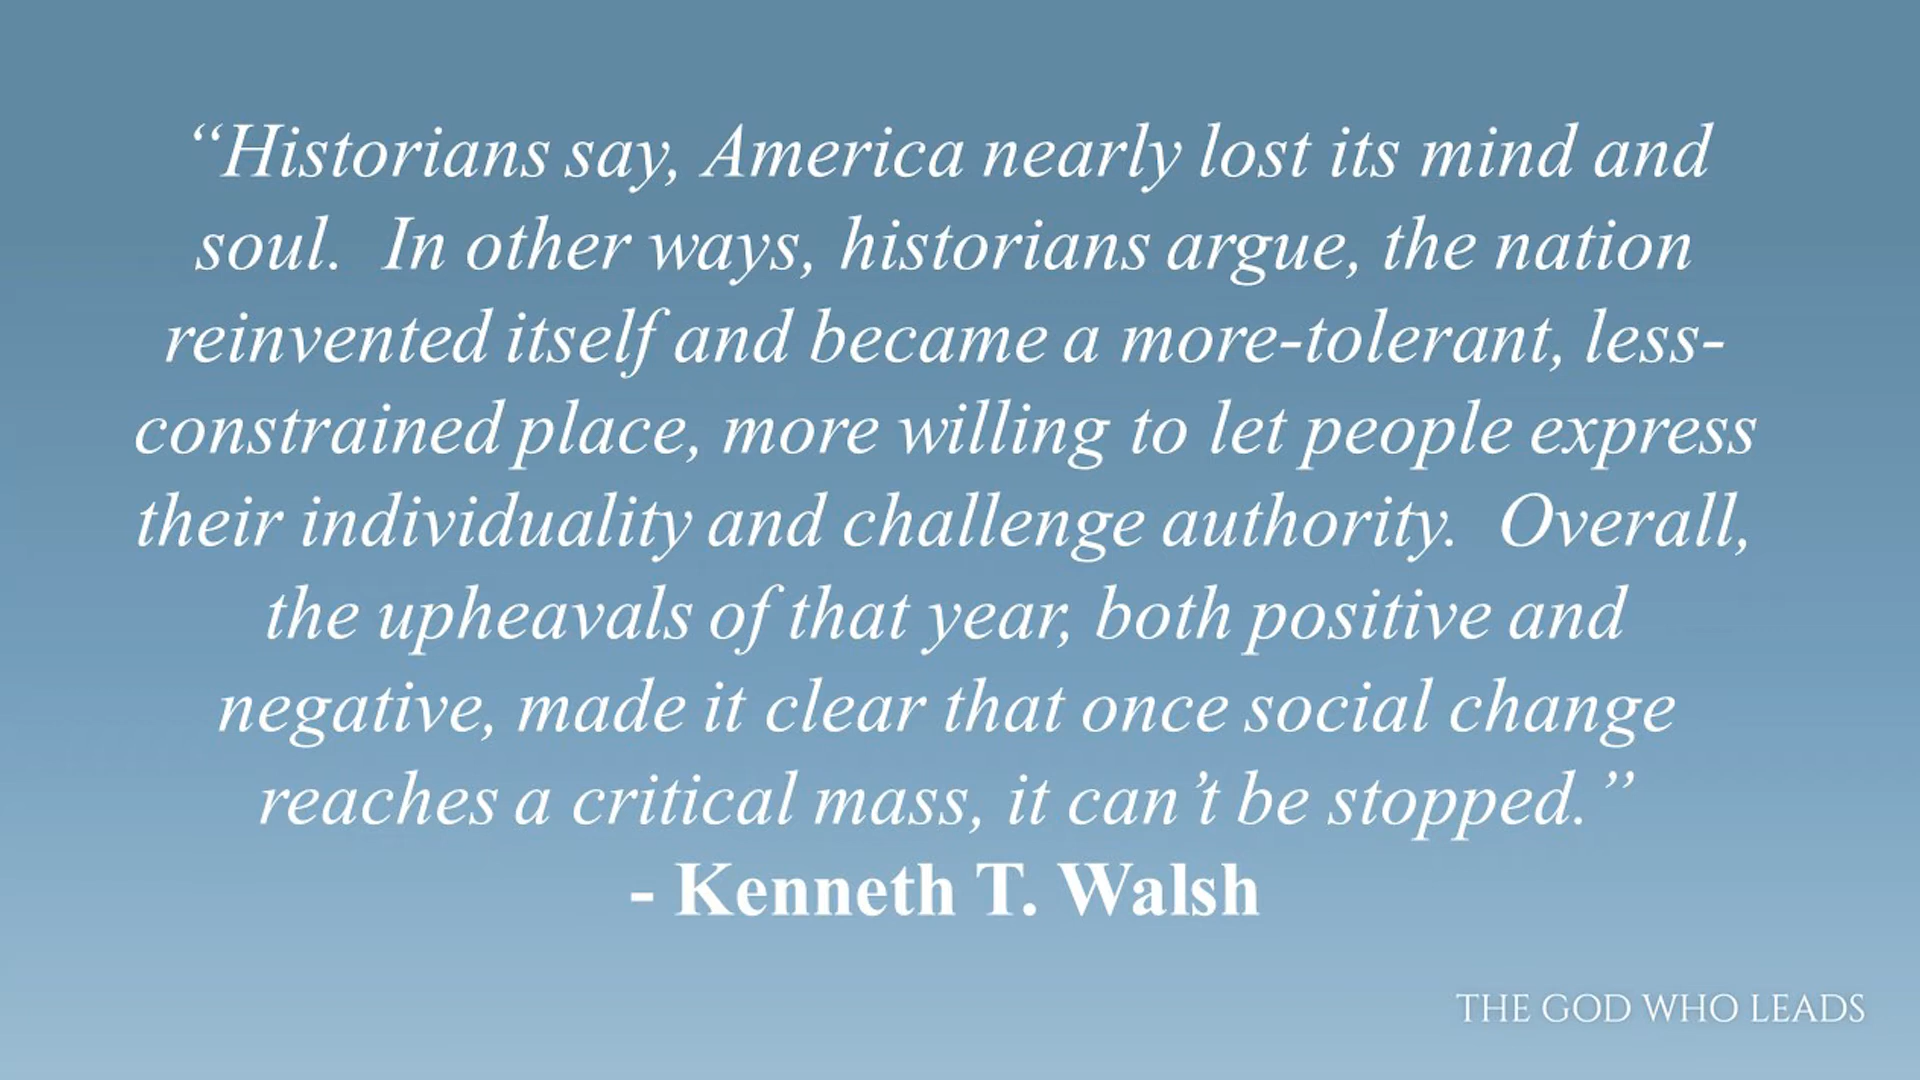 “Historians say, America nearly lost its mind and
soul.  In other ways, historians argue, the nation
reinvented itself and became a more-tolerant, less-
constrained place, more willing to let people express
their individuality and challenge authority.  Overall,
the upheavals of that year, both positive and
negative, made it clear that once social change
reaches a critical mass, it can’t be stopped.”
- Kenneth T. Walsh
THE GOD WHO LEADS